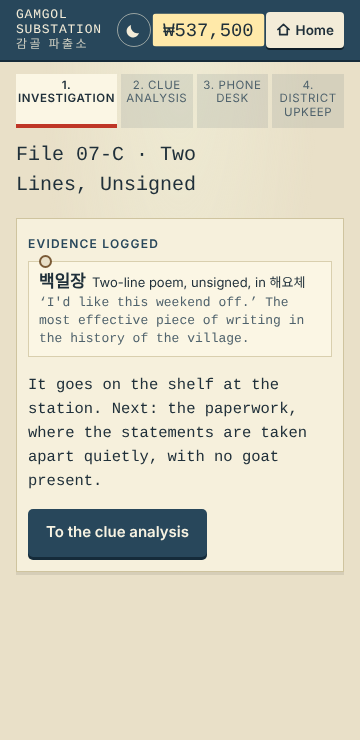 GAMGOL
SUBSTATION
감골 파출소
₩537,500
Home
1.
INVESTIGATION
2. CLUE
ANALYSIS
3. PHONE
DESK
4.
DISTRICT
UPKEEP
File 07-C · Two
Lines, Unsigned
EVIDENCE LOGGED
백일장 Two-line poem, unsigned, in 해요체
‘I'd like this weekend off.’ The
most effective piece of writing in
the history of the village.
It goes on the shelf at the
station. Next: the paperwork,
where the statements are taken
apart quietly, with no goat
present.
To the clue analysis